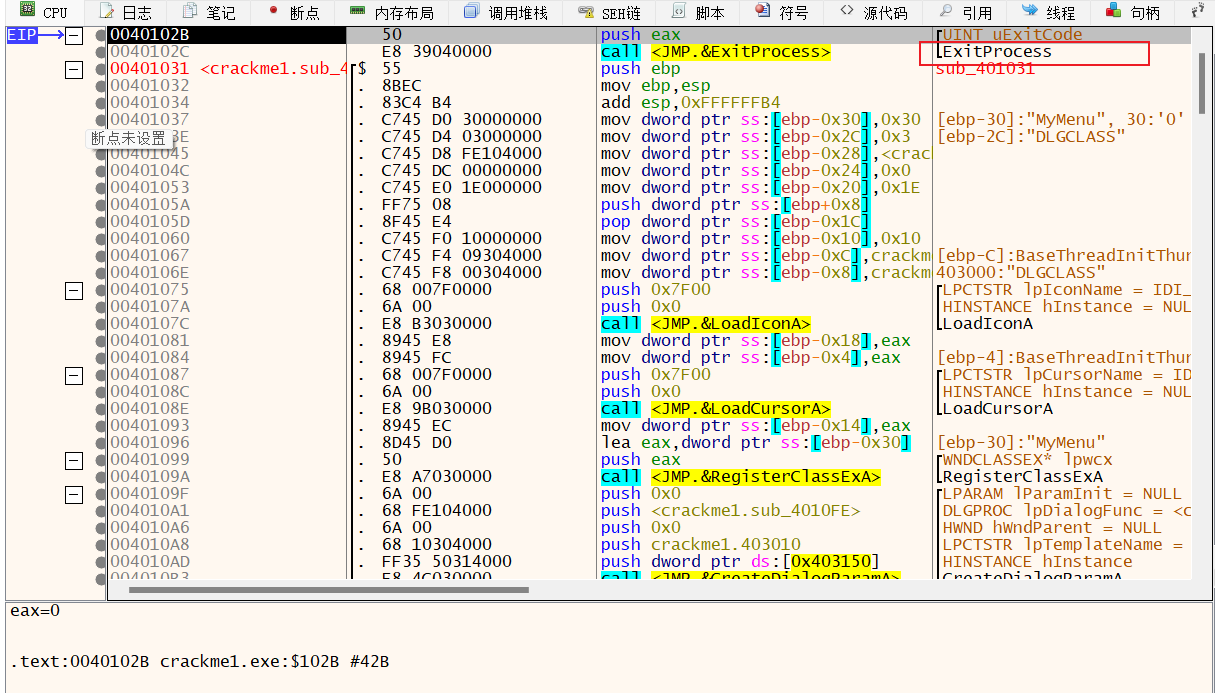 CPU 日志 笔记 断点 内存布局 调用堆栈 SEH链 脚本 符号 源代码 引用 线程 句柄
EIP 0040102B 50 push eax UINT uExitCode
0040102C E8 39040000 call <JMP.&ExitProcess> ExitProcess
00401031 <crackme1.sub_4 $ 55 push ebp sub_401031
00401032 . 8BEC mov ebp,esp
00401034 . 83C4 B4 add esp,0xFFFFFFB4
00401037 . C745 D0 30000000 mov dword ptr ss:[ebp-0x30],0x30 [ebp-30]:"MyMenu", 30:'0'
断点未设置 3E . C745 D4 03000000 mov dword ptr ss:[ebp-0x2C],0x3 [ebp-2C]:"DLGCLASS"
00401045 . C745 D8 FE104000 mov dword ptr ss:[ebp-0x28],<crac
0040104C . C745 DC 00000000 mov dword ptr ss:[ebp-0x24],0x0
00401053 . C745 E0 1E000000 mov dword ptr ss:[ebp-0x20],0x1E
0040105A . FF75 08 push dword ptr ss:[ebp+0x8]
0040105D . 8F45 E4 pop dword ptr ss:[ebp-0x1C]
00401060 . C745 F0 10000000 mov dword ptr ss:[ebp-0x10],0x10
00401067 . C745 F4 09304000 mov dword ptr ss:[ebp-0xC],crackm [ebp-C]:BaseThreadInitThun
0040106E . C745 F8 00304000 mov dword ptr ss:[ebp-0x8],crackm 403000:"DLGCLASS"
00401075 . 68 007F0000 push 0x7F00 LPCTSTR lpIconName = IDI_
0040107A . 6A 00 push 0x0 HINSTANCE hInstance = NUL
0040107C . E8 B3030000 call <JMP.&LoadIconA> LoadIconA
00401081 . 8945 E8 mov dword ptr ss:[ebp-0x18],eax
00401084 . 8945 FC mov dword ptr ss:[ebp-0x4],eax [ebp-4]:BaseThreadInitThun
00401087 . 68 007F0000 push 0x7F00 LPCTSTR lpCursorName = ID
0040108C . 6A 00 push 0x0 HINSTANCE hInstance = NUL
0040108E . E8 9B030000 call <JMP.&LoadCursorA> LoadCursorA
00401093 . 8945 EC mov dword ptr ss:[ebp-0x14],eax
00401096 . 8D45 D0 lea eax,dword ptr ss:[ebp-0x30] [ebp-30]:"MyMenu"
00401099 . 50 push eax WNDCLASSEX* lpwcx
0040109A . E8 A7030000 call <JMP.&RegisterClassExA> RegisterClassExA
0040109F . 6A 00 push 0x0 LPARAM lParamInit = NULL
004010A1 . 68 FE104000 push <crackme1.sub_4010FE> DLGPROC lpDialogFunc = <c
004010A6 . 6A 00 push 0x0 HWND hWndParent = NULL
004010A8 . 68 10304000 push crackme1.403010 LPCTSTR lpTemplateName =
004010AD . FF35 50314000 push dword ptr ds:[0x403150] HINSTANCE hInstance
004010B3 . E8 4C030000 call <JMP.&CreateDialogParamA> CreateDialogParamA
eax=0
.text:0040102B crackme1.exe:$102B #42B